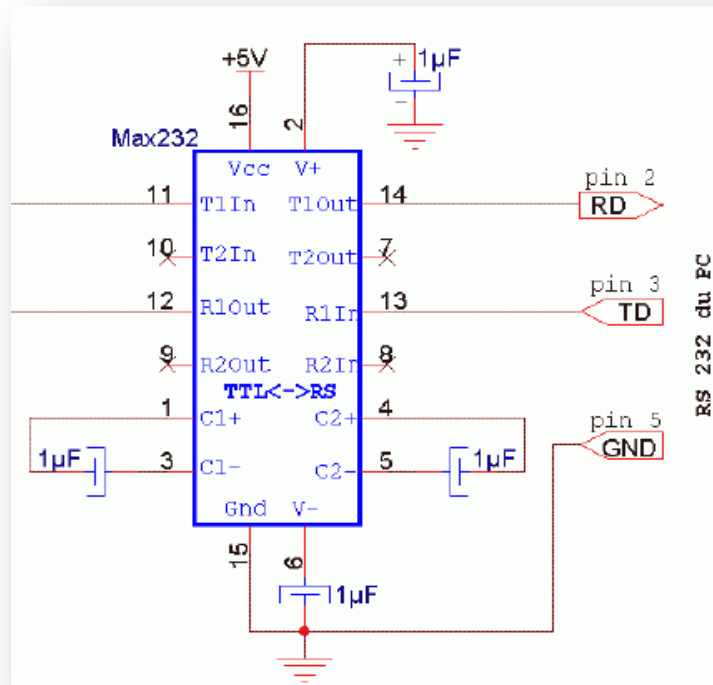 +5V
+ 1µF
-
16
2
Max232
Vcc V+
pin 2
11 T1In T1Out 14 RD
10 T2In T2Out 7
pin 3
12 R1Out R1In 13 TD
9 R2Out R2In 8
TTL<->RS
1 C1+ C2+ 4
pin 5
GND
1µF 3 C1- C2- 5 1µF
Gnd V-
15
6
1µF
RS 232 du PC